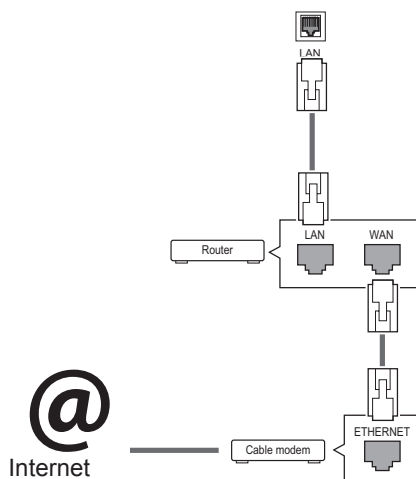 LAN
LAN
WAN
Router
ETHERNET
@
Cable modem
Internet